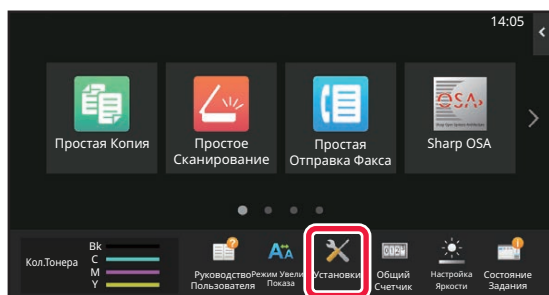 14:05
Простая Копия
Простое
Сканирование
Простая
Отправка Факса
Sharp OSA
Кол.Тонера
Bk
C
M
Y
Руководство
Пользователя
Режим Увели
Показа
Установки
Общий
Счетчик
Настройка
Яркости
Состояние
Задания